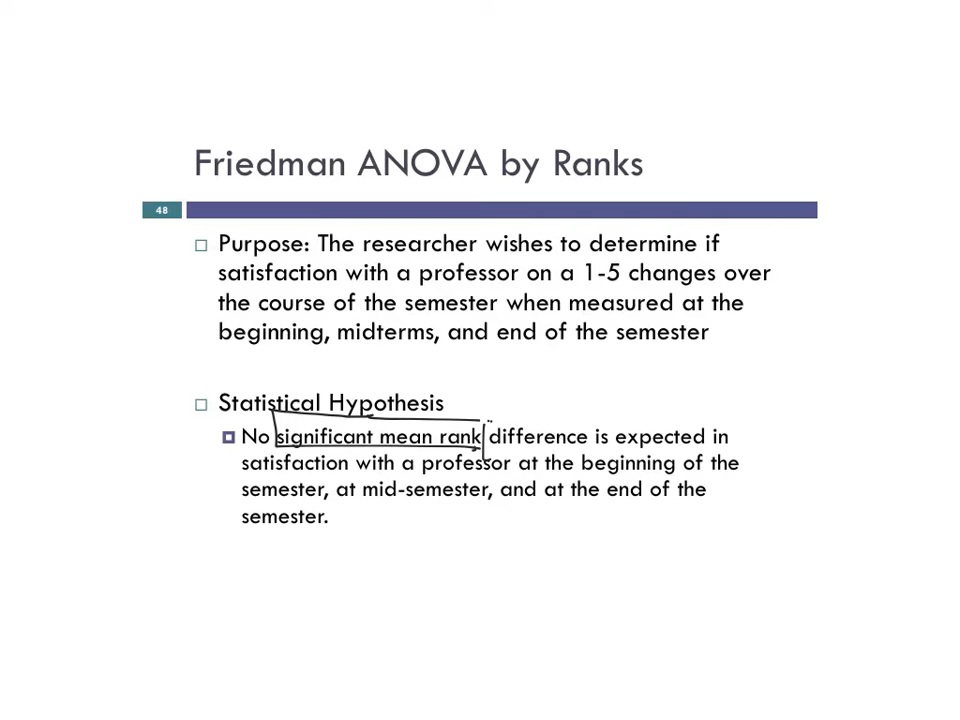 Friedman ANOVA by Ranks
48
Purpose: The researcher wishes to determine if
satisfaction with a professor on a 1-5 changes over
the course of the semester when measured at the
beginning, midterms, and end of the semester
Statistical Hypothesis
No significant mean rank difference is expected in
satisfaction with a professor at the beginning of the
semester, at mid-semester, and at the end of the
semester.